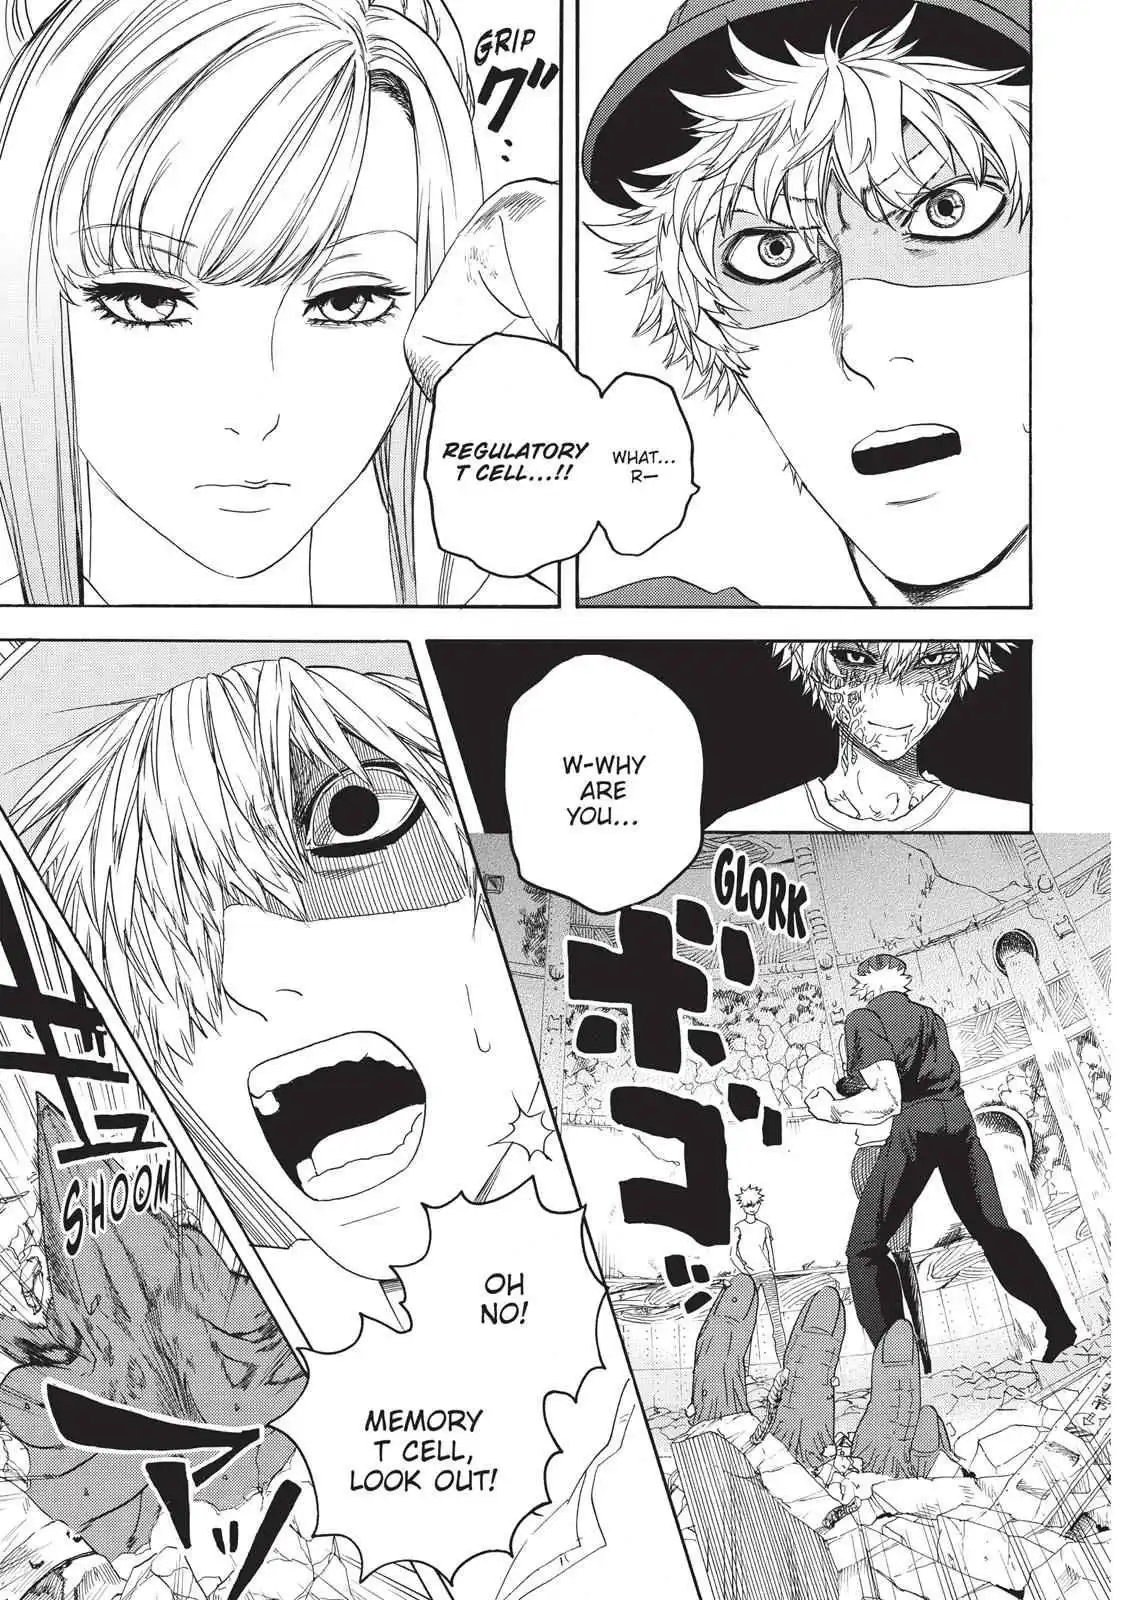 GRIP
グ゛...
WHAT...
R—
REGULATORY
T CELL...!!
W-WHY
ARE
YOU...
GLORK
ボゴ゛
OH
NO!
MEMORY
T CELL,
LOOK OUT!
SHOOM